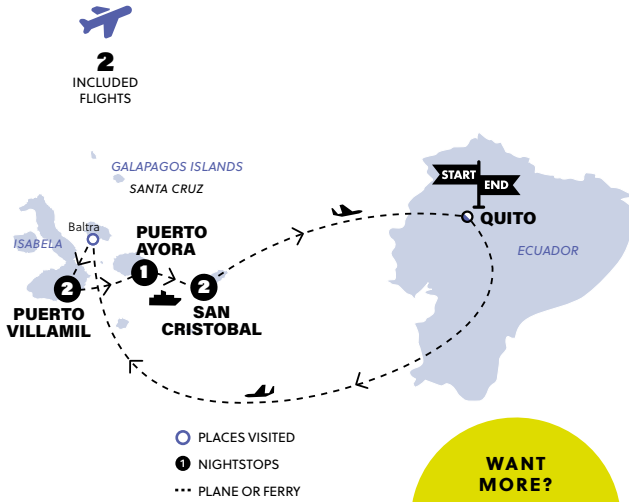 2
INCLUDED
FLIGHTS
GALAPAGOS ISLANDS
SANTA CRUZ
START
END
QUITO
ECUADOR
Baltra
ISABELA
PUERTO
AYORA
1
2
PUERTO
VILLAMIL
2
SAN
CRISTOBAL
PLACES VISITED
1 NIGHTSTOPS
PLANE OR FERRY
WANT
MORE?